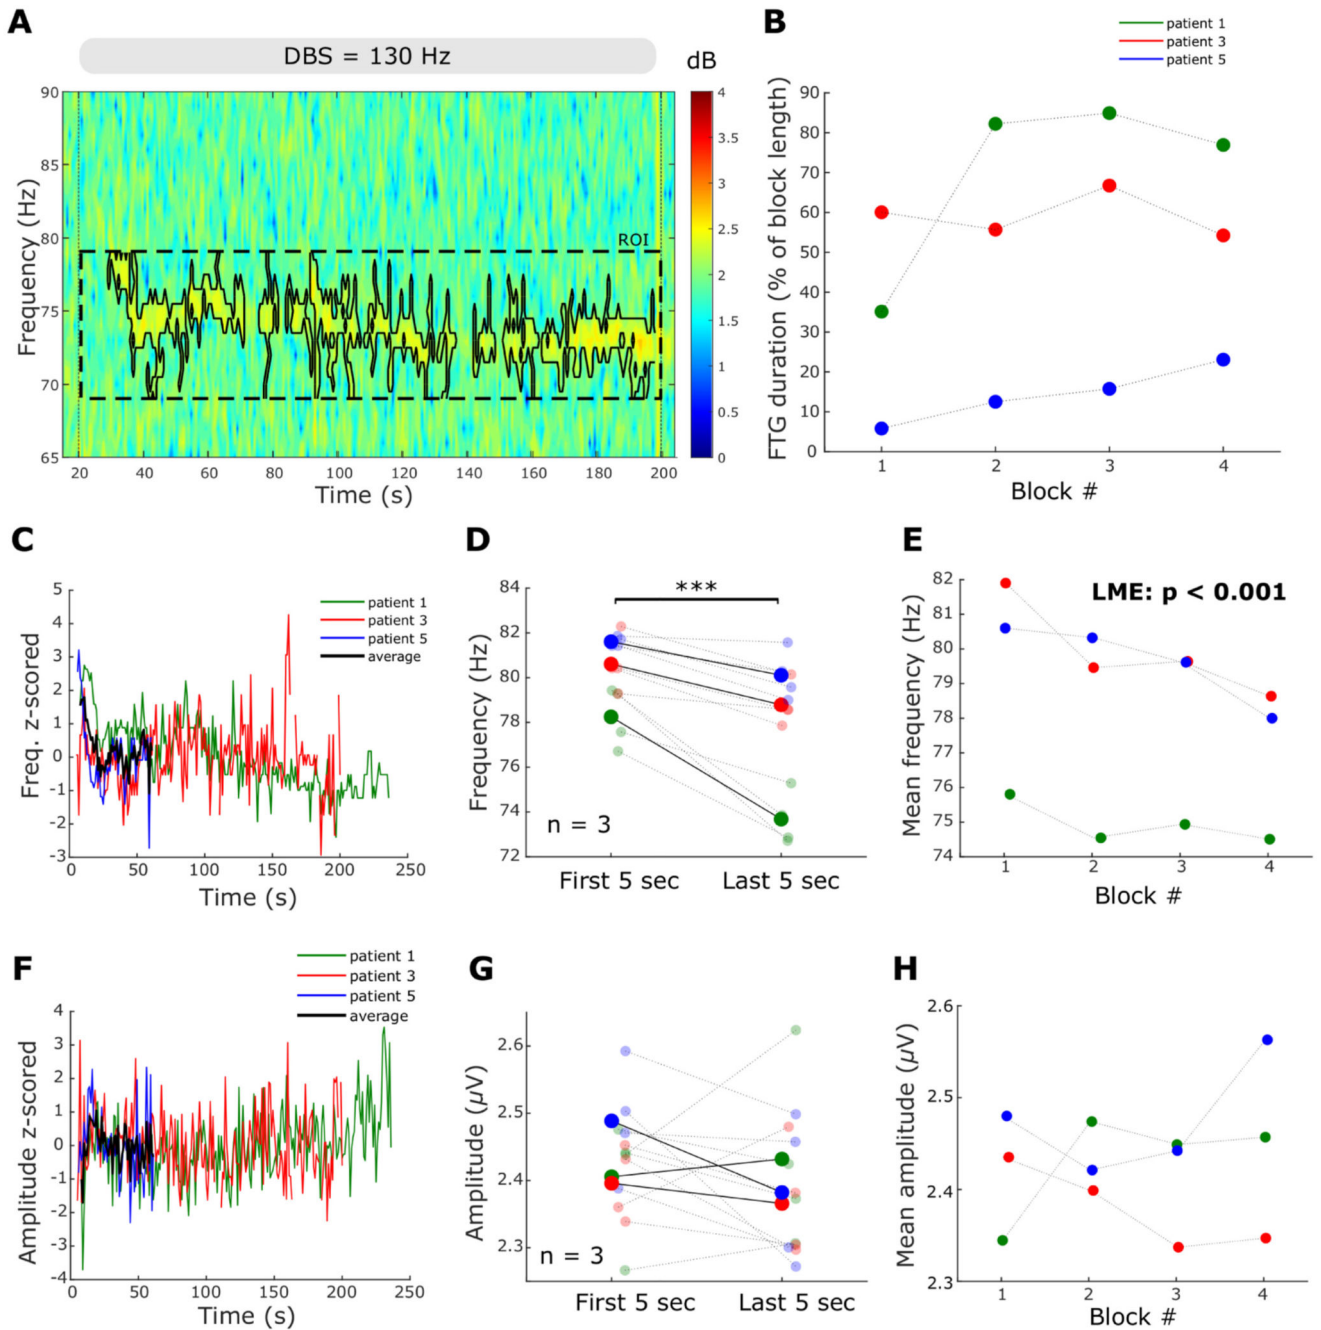 A
DBS = 130 Hz
dB
90
85
80
75
70
65
Frequency (Hz)
ROI
20 40 60 80 100 120 140 160 180 200
Time (s)
4
3.5
3
2.5
2
1.5
1
0.5
0
B
patient 1
patient 3
patient 5
FTG duration (% of block length)
90
80
70
60
50
40
30
20
10
0
1 2 3 4
Block #
C
Freq. z-scored
5
4
3
2
1
0
-1
-2
-3
patient 1
patient 3
patient 5
average
0 50 100 150 200 250
Time (s)
D
Frequency (Hz)
84
82
80
78
76
74
72
***
n = 3
First 5 sec Last 5 sec
E
Mean frequency (Hz)
82
81
80
79
78
77
76
75
74
LME: p < 0.001
1 2 3 4
Block #
F
patient 1
patient 3
patient 5
average
Amplitude z-scored
4
3
2
1
0
-1
-2
-3
-4
0 50 100 150 200 250
Time (s)
G
Amplitude (µV)
2.6
2.5
2.4
2.3
n = 3
First 5 sec Last 5 sec
H
Mean amplitude (µV)
2.6
2.5
2.4
2.3
1 2 3 4
Block #